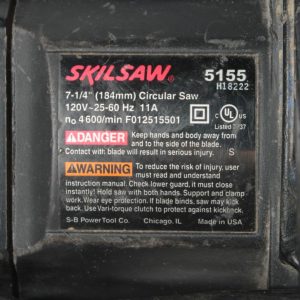 SKILSAW® 5155
H18222
7-1/4" (184mm) Circular Saw
120V~25-60 Hz 11A
no 4600/min F012515501
C UL US
Listed
DANGER Keep hands and body away from
and to the side of the blade.
Contact with blade will result in serious injury. S
WARNING To reduce the risk of injury, user
must read and understand
instruction manual. Check lower guard, it must close
instantly! Hold saw with both hands. Support and clamp
work. Wear eye protection. If blade binds, saw may kick
back. Use Vari-torque clutch to protect against kickback.
S-B Power Tool Co. Chicago, IL Made in USA